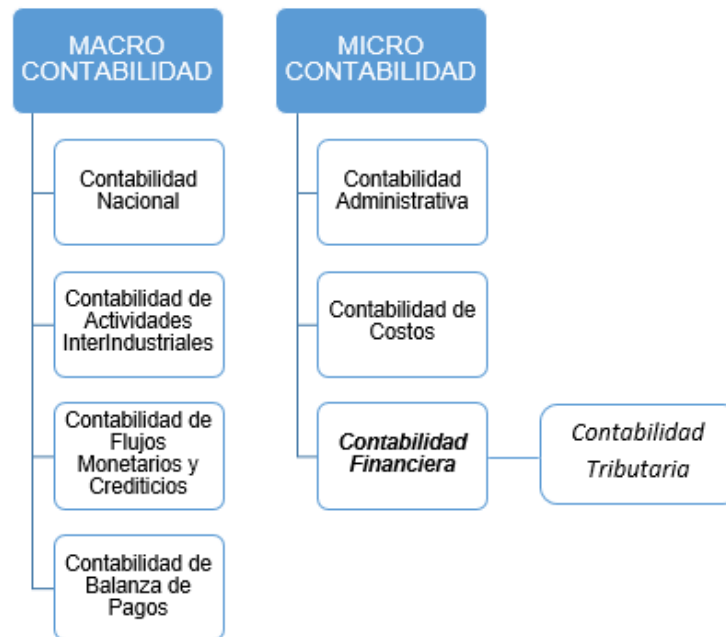 MACRO
CONTABILIDAD
Contabilidad
Nacional
Contabilidad de
Actividades
InterIndustriales
Contabilidad de
Flujos
Monetarios y
Crediticios
Contabilidad de
Balanza de
Pagos
MICRO
CONTABILIDAD
Contabilidad
Administrativa
Contabilidad de
Costos
Contabilidad
Financiera
Contabilidad
Tributaria